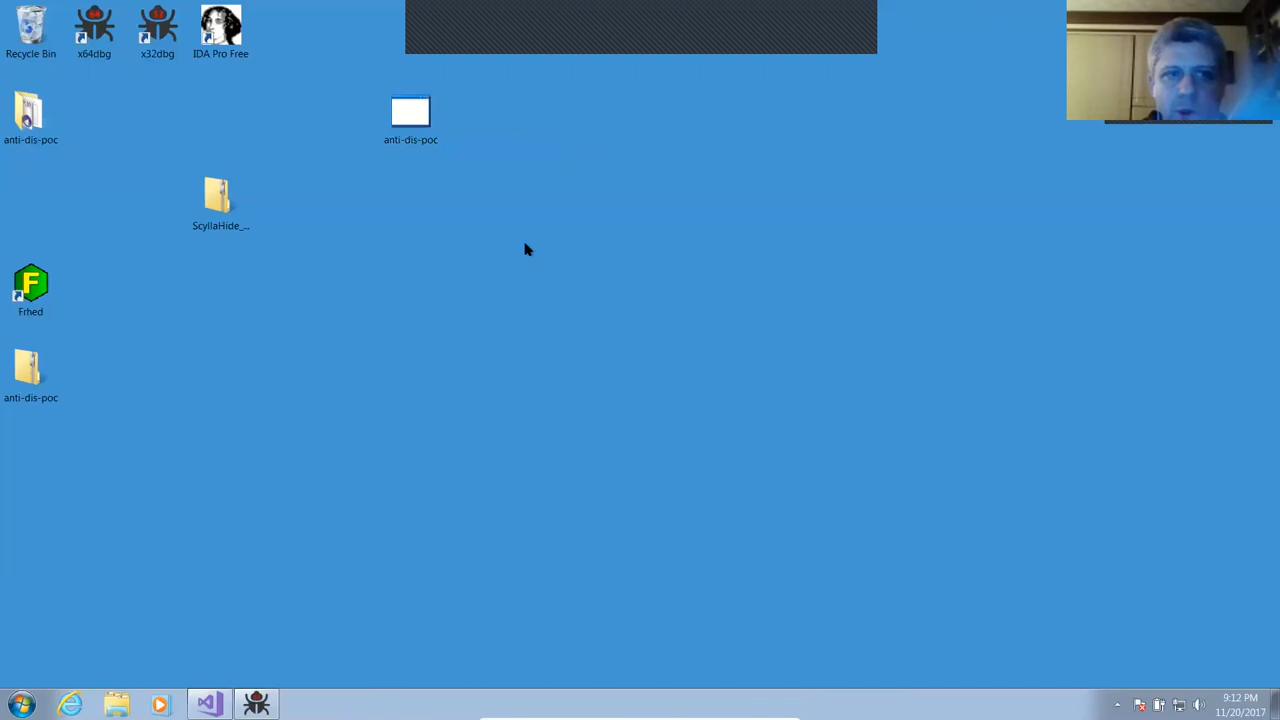 Recycle Bin
x64dbg
x32dbg
IDA Pro Free
anti-dis-poc
anti-dis-poc
ScyllaHide_...
F
Frhed
anti-dis-poc
9:12 PM
11/20/2017